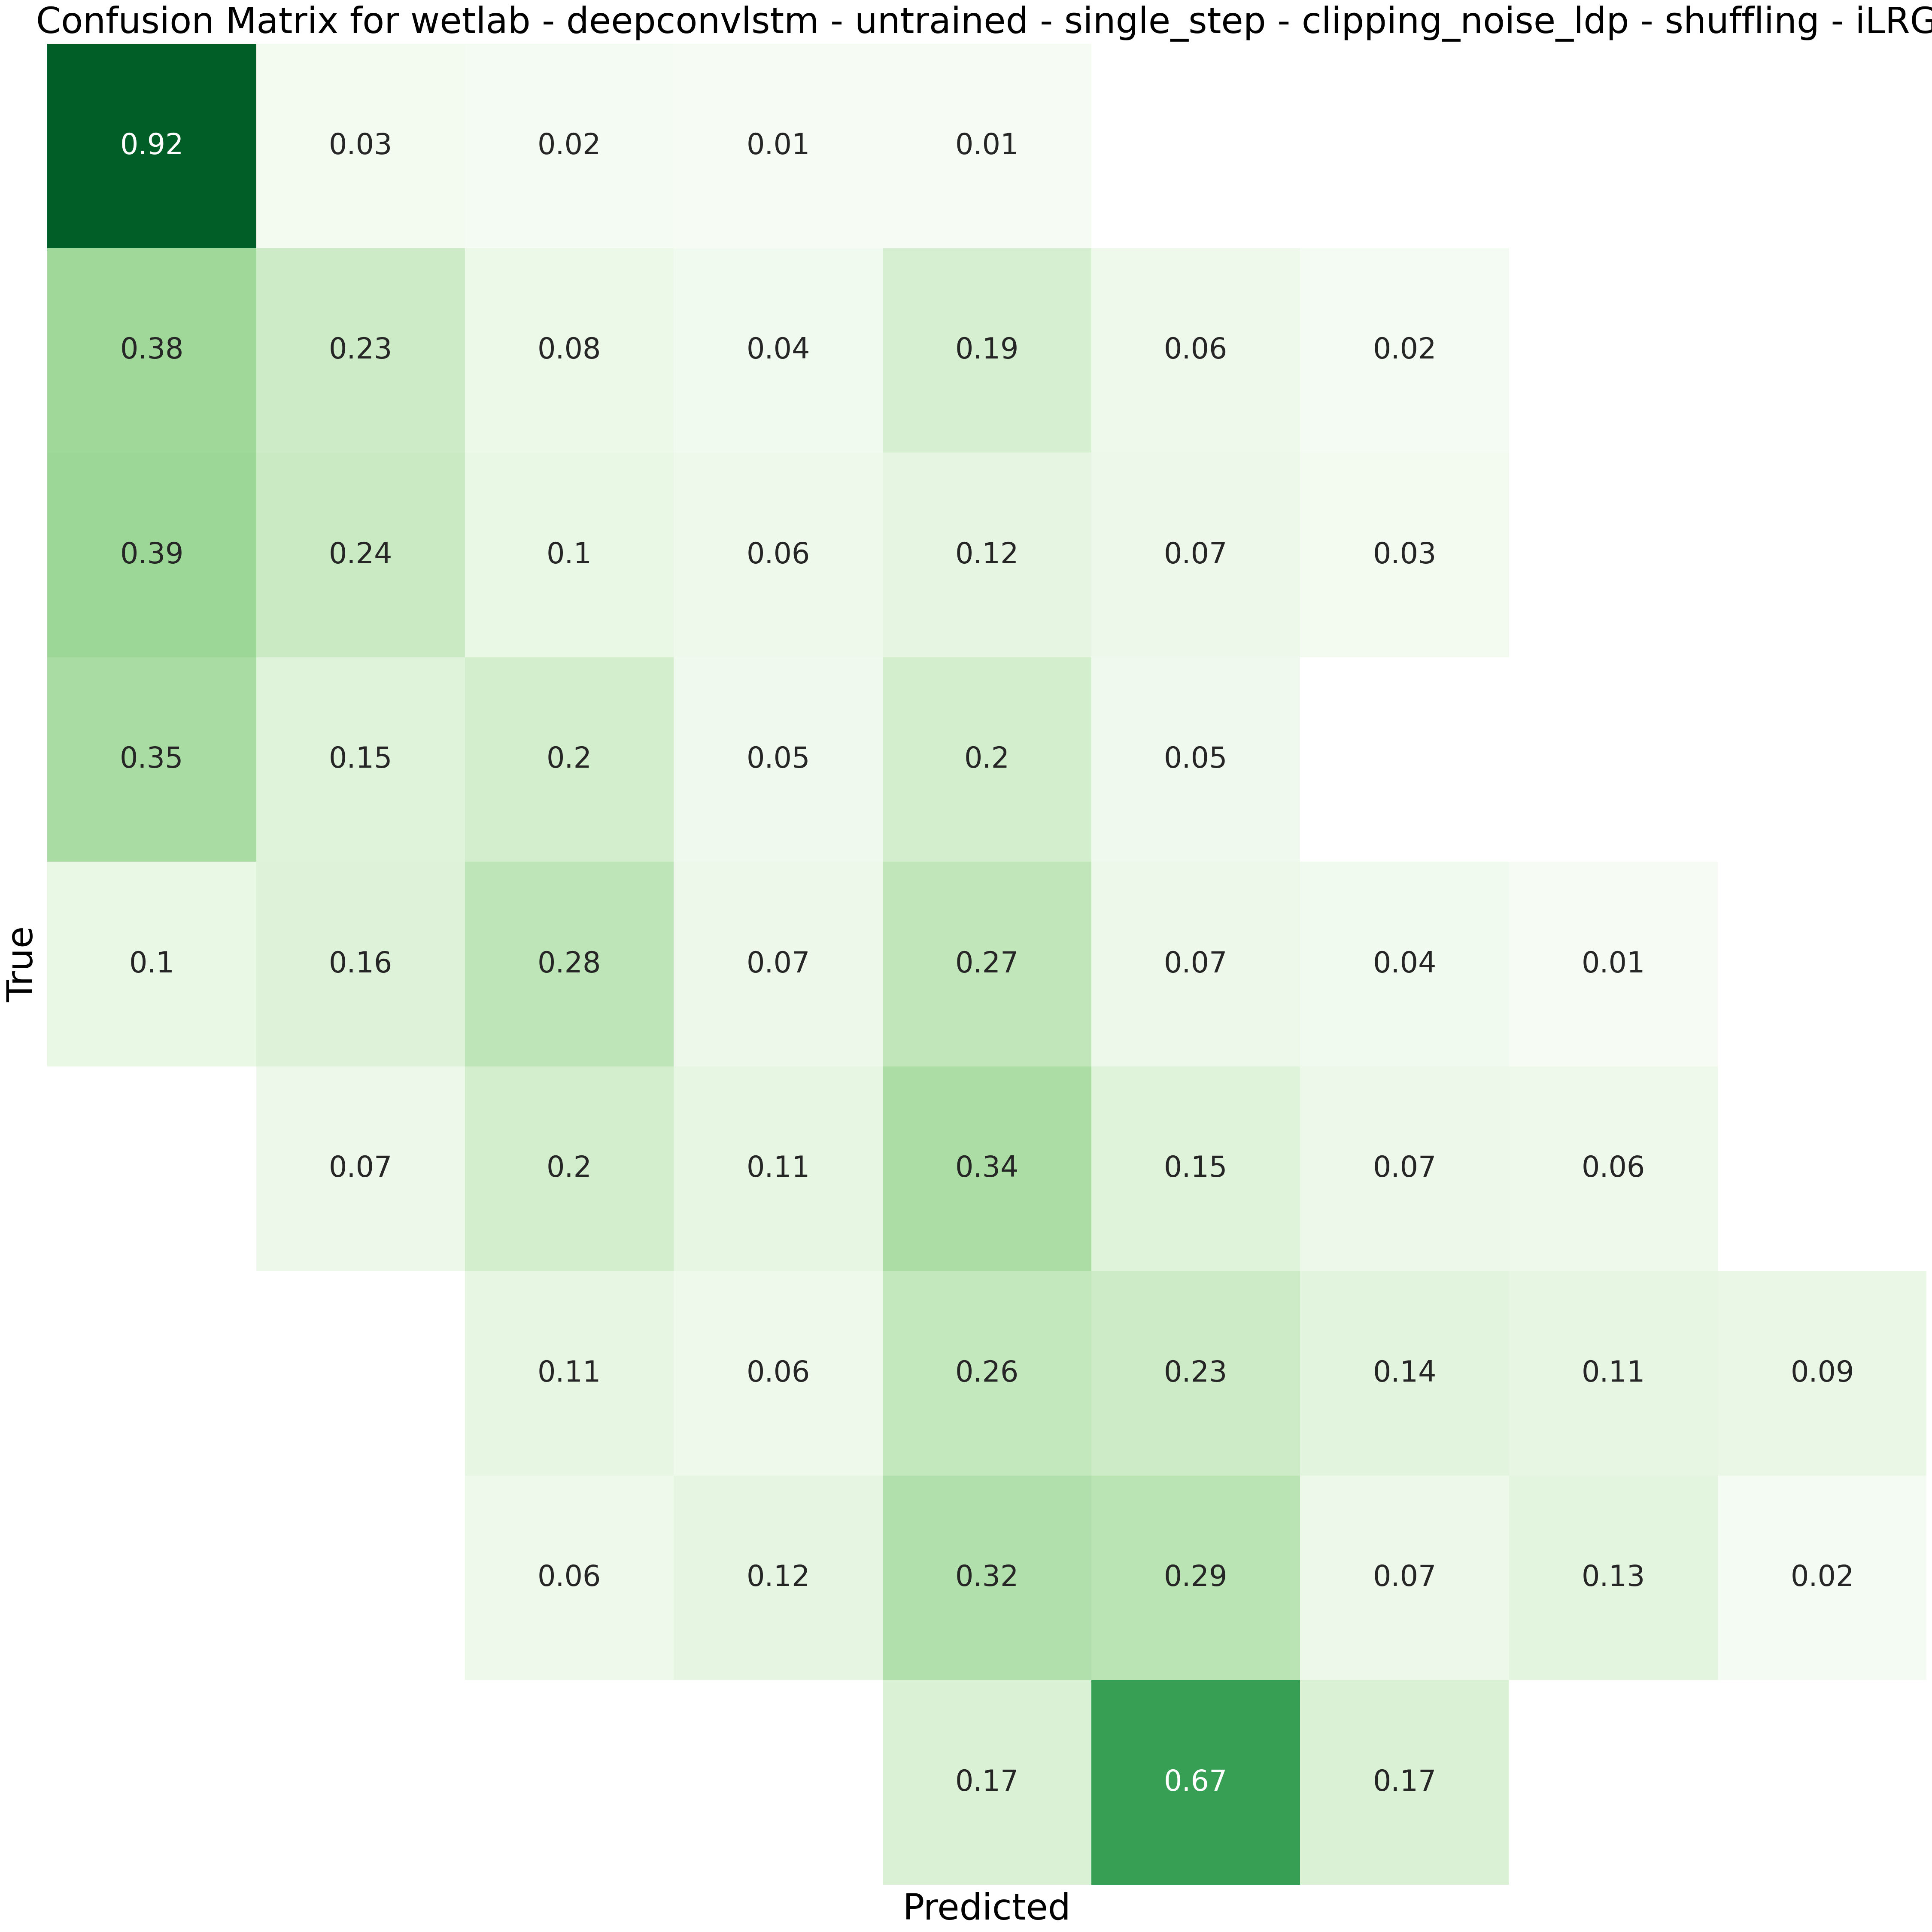 Confusion Matrix for wetlab - deepconvlstm - untrained - single_step - clipping_noise_ldp - shuffling - iLRG
0.92 0.03 0.02 0.01 0.01
0.38 0.23 0.08 0.04 0.19 0.06 0.02
0.39 0.24 0.1 0.06 0.12 0.07 0.03
0.35 0.15 0.2 0.05 0.2 0.05
0.1 0.16 0.28 0.07 0.27 0.07 0.04 0.01
0.07 0.2 0.11 0.34 0.15 0.07 0.06
0.11 0.06 0.26 0.23 0.14 0.11 0.09
0.06 0.12 0.32 0.29 0.07 0.13 0.02
0.17 0.67 0.17
True
Predicted